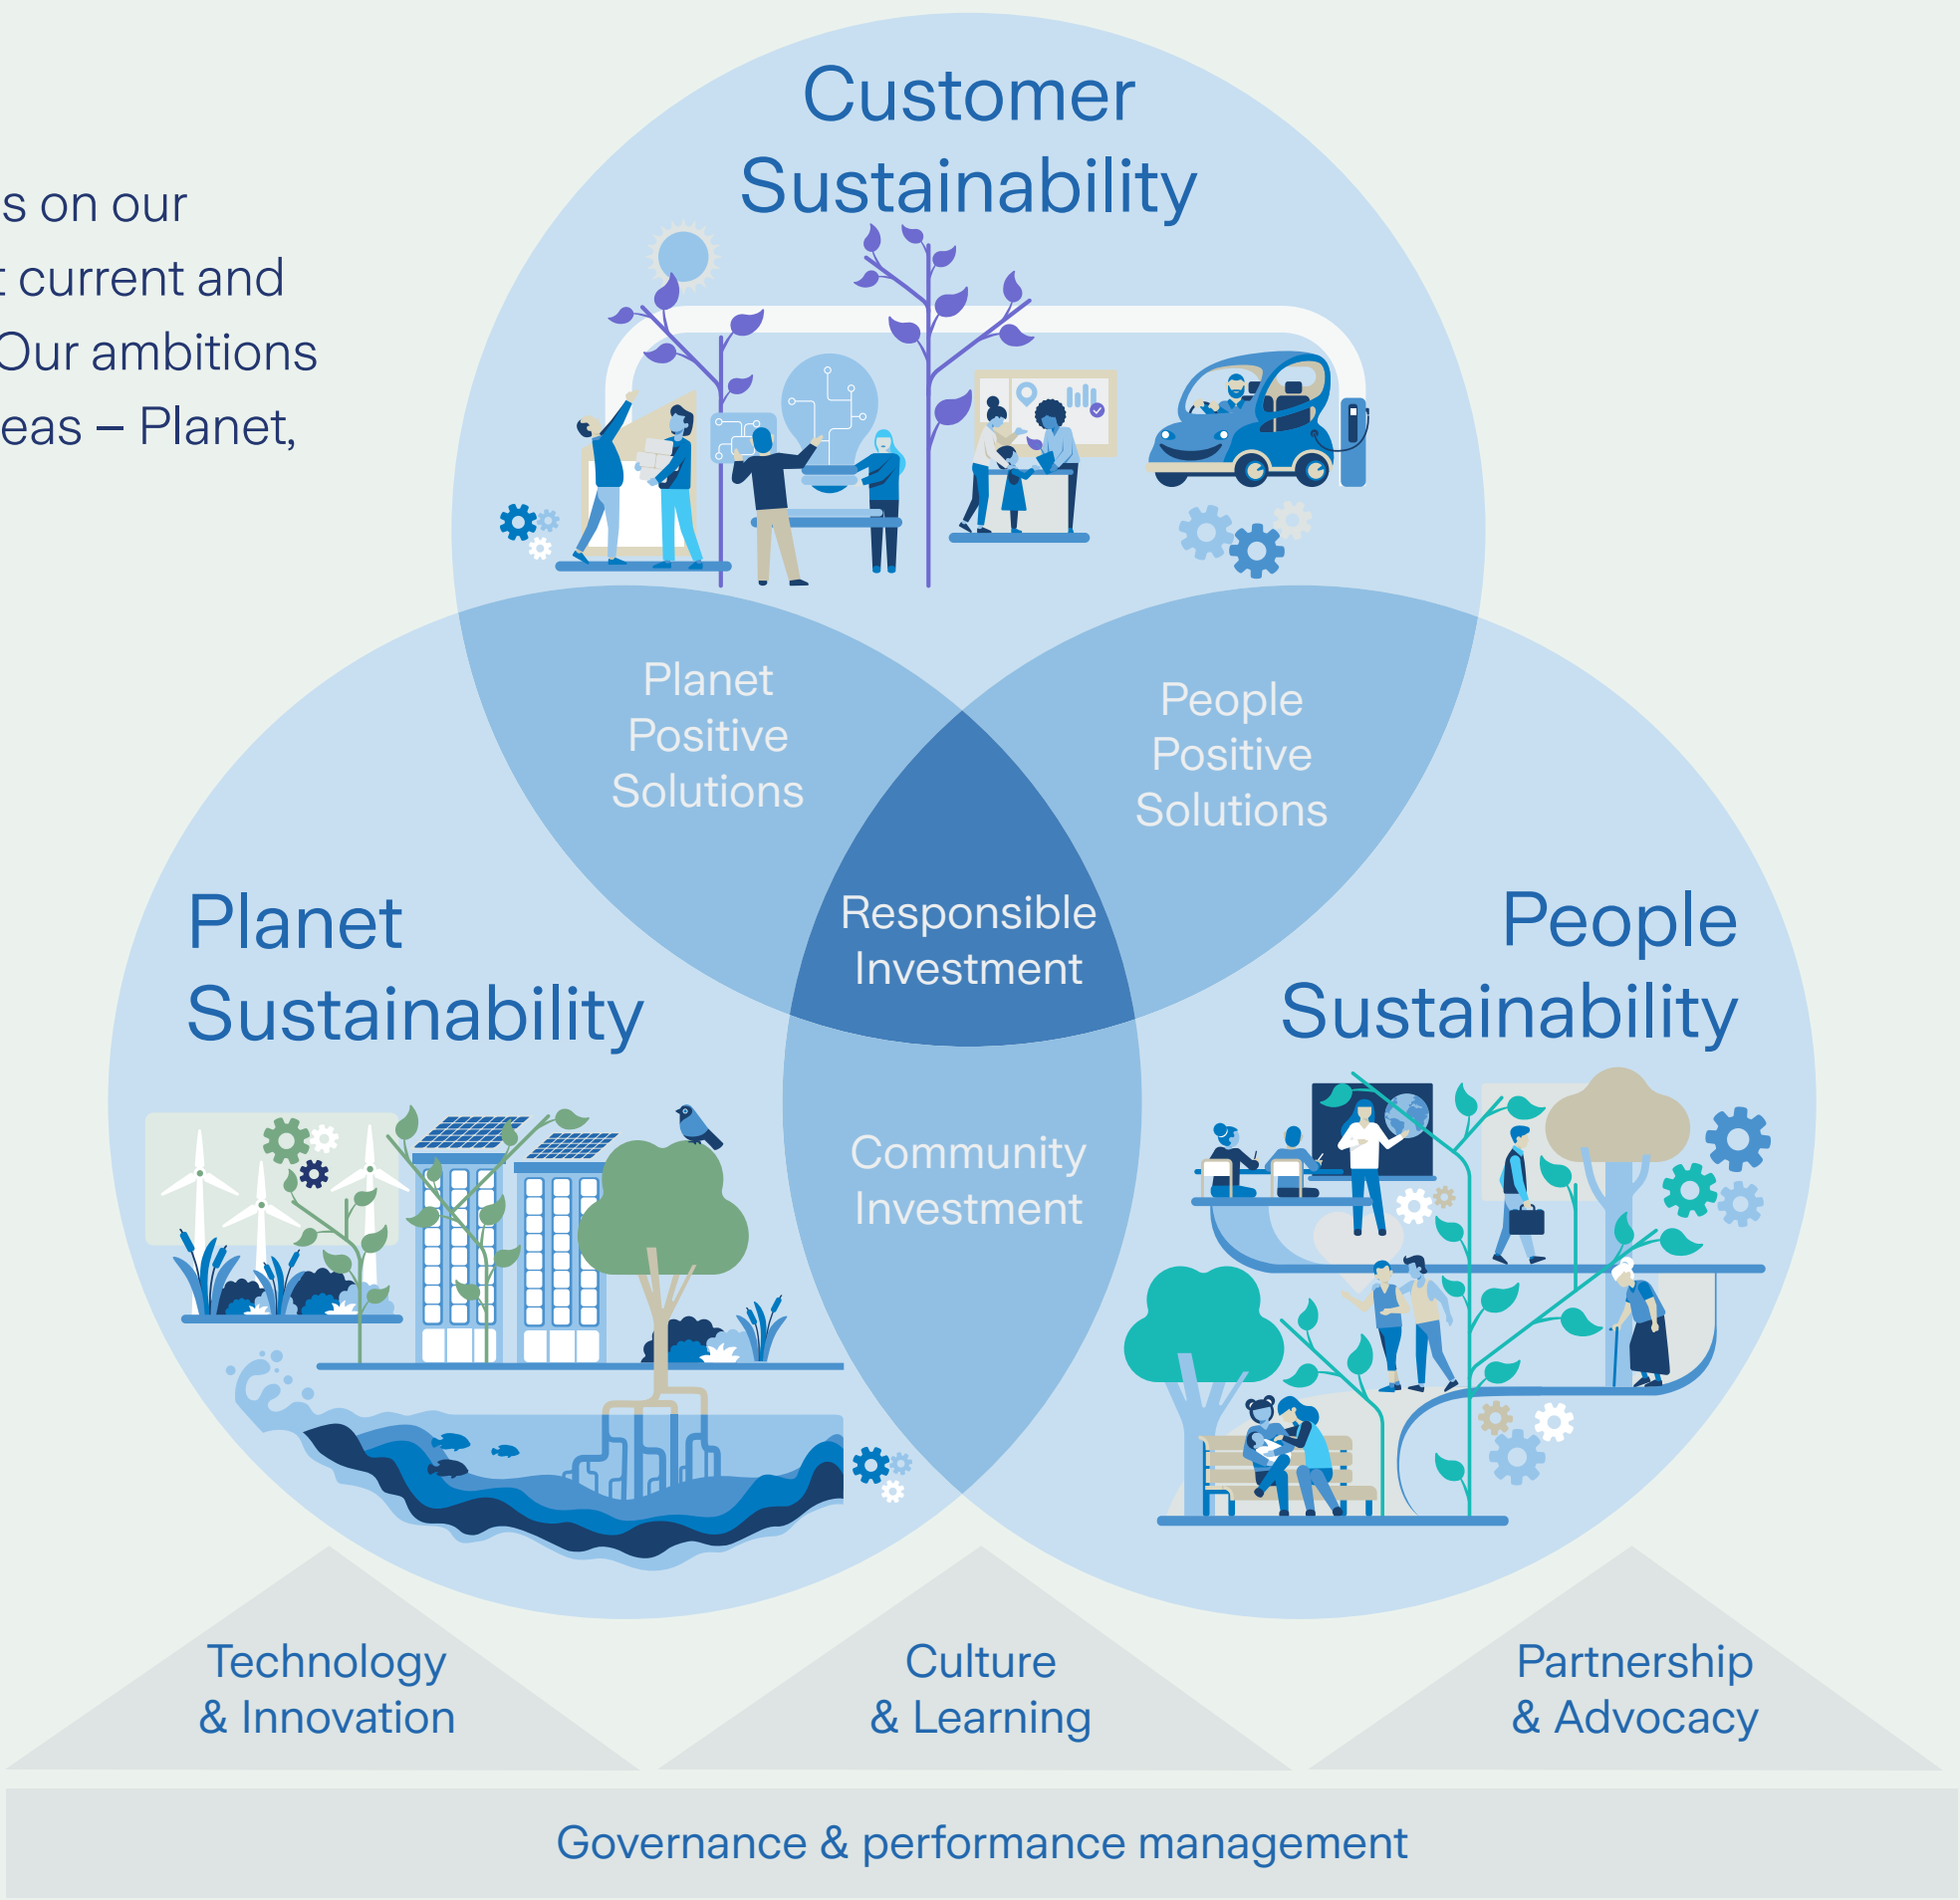 s on our
t current and
Our ambitions
eas – Planet,
Customer
Sustainability
Planet
Positive
Solutions
People
Positive
Solutions
Responsible
Investment
Planet
Sustainability
People
Sustainability
Community
Investment
Technology
& Innovation
Culture
& Learning
Partnership
& Advocacy
Governance & performance management